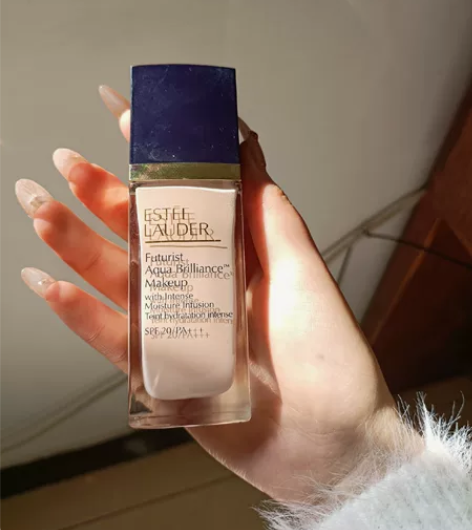 ESTĒE
LAUDER
Futurist
Aqua Brilliance™
Makeup
with Intense
Moisture Infusion
Teint hydratation intense
SPF 20/PA+++